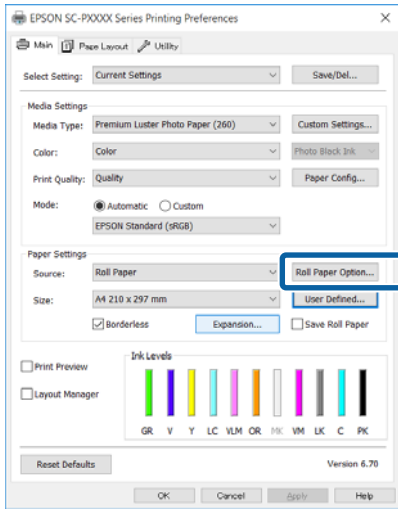 EPSON SC-PXXXX Series Printing Preferences
Main Page Layout Utility
Select Setting: Current Settings Save/Del...
Media Settings
Media Type: Premium Luster Photo Paper (260) Custom Settings...
Color: Color Photo Black Ink
Print Quality: Quality Paper Config...
Mode: Automatic Custom
EPSON Standard (sRGB)
Paper Settings
Source: Roll Paper Roll Paper Option...
Size: A4 210 x 297 mm User Defined...
Borderless Expansion... Save Roll Paper
Print Preview
Layout Manager
Ink Levels
GR V Y LC VLM OR MK VM LK C PK
Reset Defaults Version 6.70
OK Cancel Apply Help